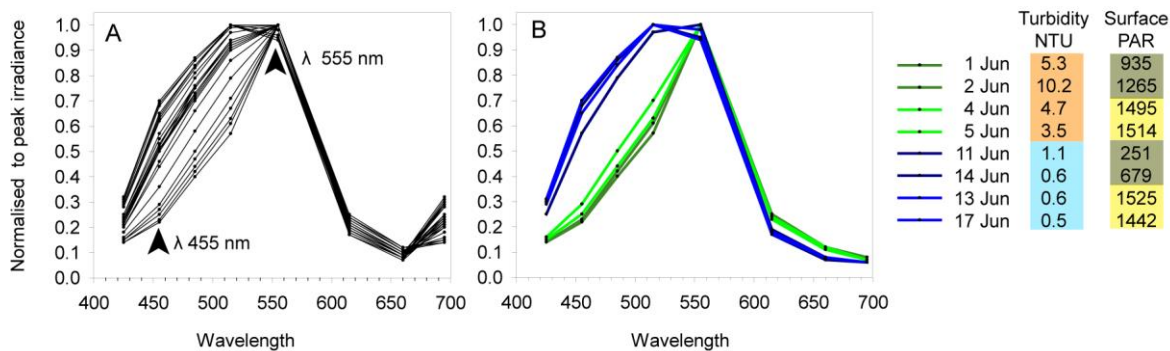 A
B
Normalised to peak irradiance
1.0
0.9
0.8
0.7
0.6
0.5
0.4
0.3
0.2
0.1
0.0
λ 555 nm
λ 455 nm
400 450 500 550 600 650 700
Wavelength
1.0
0.9
0.8
0.7
0.6
0.5
0.4
0.3
0.2
0.1
0.0
400 450 500 550 600 650 700
Wavelength
Turbidity Surface
NTU PAR
1 Jun 5.3 935
2 Jun 10.2 1265
4 Jun 4.7 1495
5 Jun 3.5 1514
11 Jun 1.1 251
14 Jun 0.6 679
13 Jun 0.6 1525
17 Jun 0.5 1442